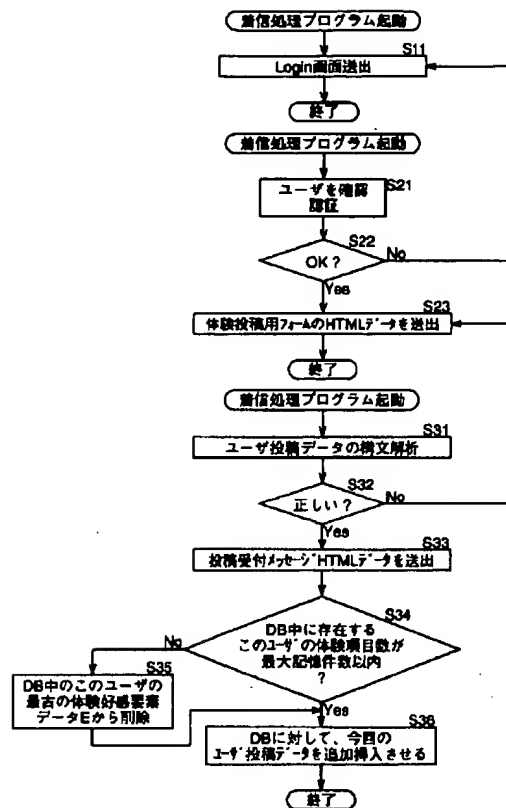 着信処理プログラム起動
S11
Login画面送出
終了
着信処理プログラム起動
S21
ユーザを確認
認証
S22
OK?
No
Yes
S23
体験投稿用フォームのHTMLデータを送出
終了
着信処理プログラム起動
S31
ユーザ投稿データの構文解析
S32
正しい?
No
Yes
S33
投稿受付メッセージHTMLデータを送出
S34
DB中に存在する
このユーザの体験項目数が
最大記憶件数以内
?
No
Yes
S35
DB中のこのユーザの
最古の体験好感要素
データEから削除
S36
DBに対して、今回の
ユーザ投稿データを追加挿入させる
終了